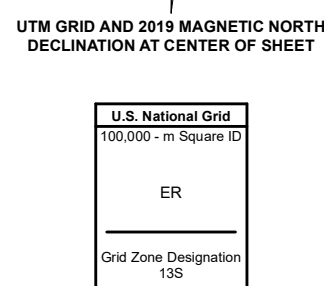 UTM GRID AND 2019 MAGNETIC NORTH
DECLINATION AT CENTER OF SHEET
U.S. National Grid
100,000 - m Square ID
ER
Grid Zone Designation
13S